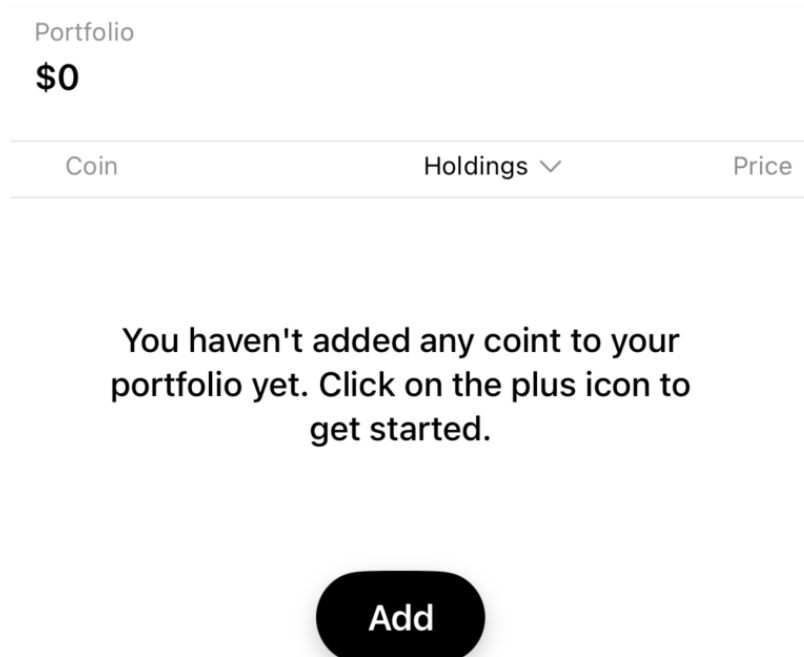 Portfolio
$0
Coin Holdings Price
You haven't added any coint to your
portfolio yet. Click on the plus icon to
get started.
Add